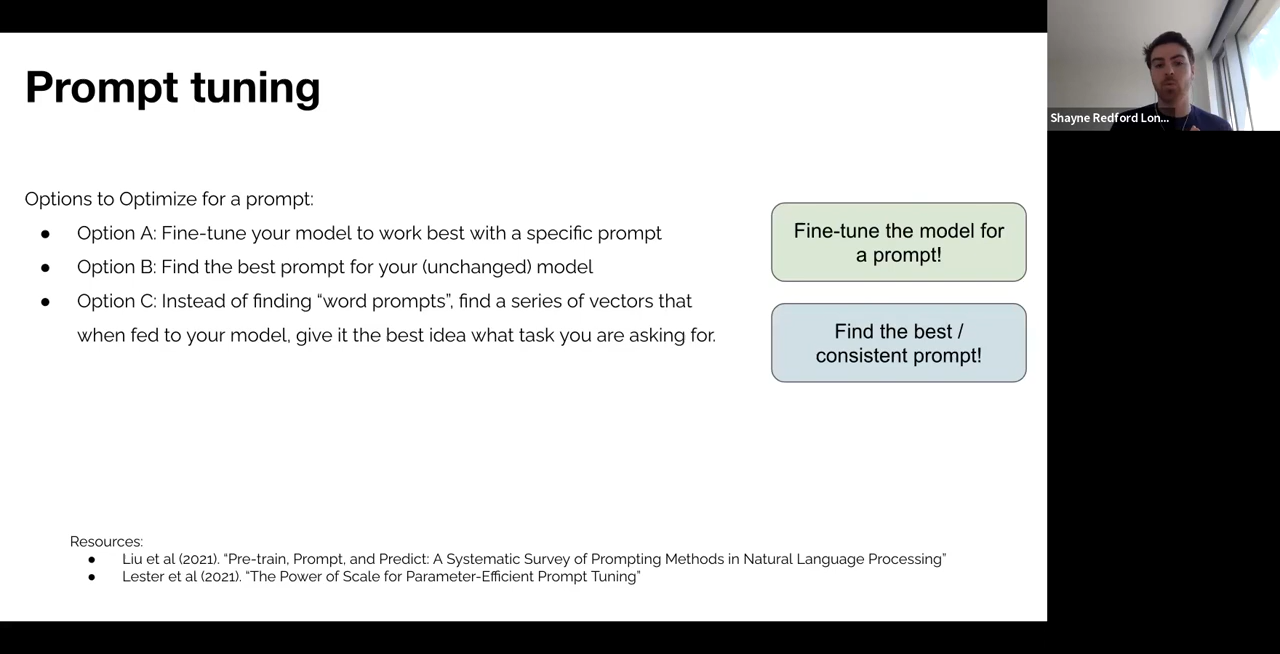 Prompt tuning
Options to Optimize for a prompt:
● Option A: Fine-tune your model to work best with a specific prompt
● Option B: Find the best prompt for your (unchanged) model
● Option C: Instead of finding “word prompts”, find a series of vectors that
when fed to your model, give it the best idea what task you are asking for.
Fine-tune the model for
a prompt!
Find the best /
consistent prompt!
Resources:
● Liu et al (2021). “Pre-train, Prompt, and Predict: A Systematic Survey of Prompting Methods in Natural Language Processing”
● Lester et al (2021). “The Power of Scale for Parameter-Efficient Prompt Tuning”
Shayne Redford Lon...